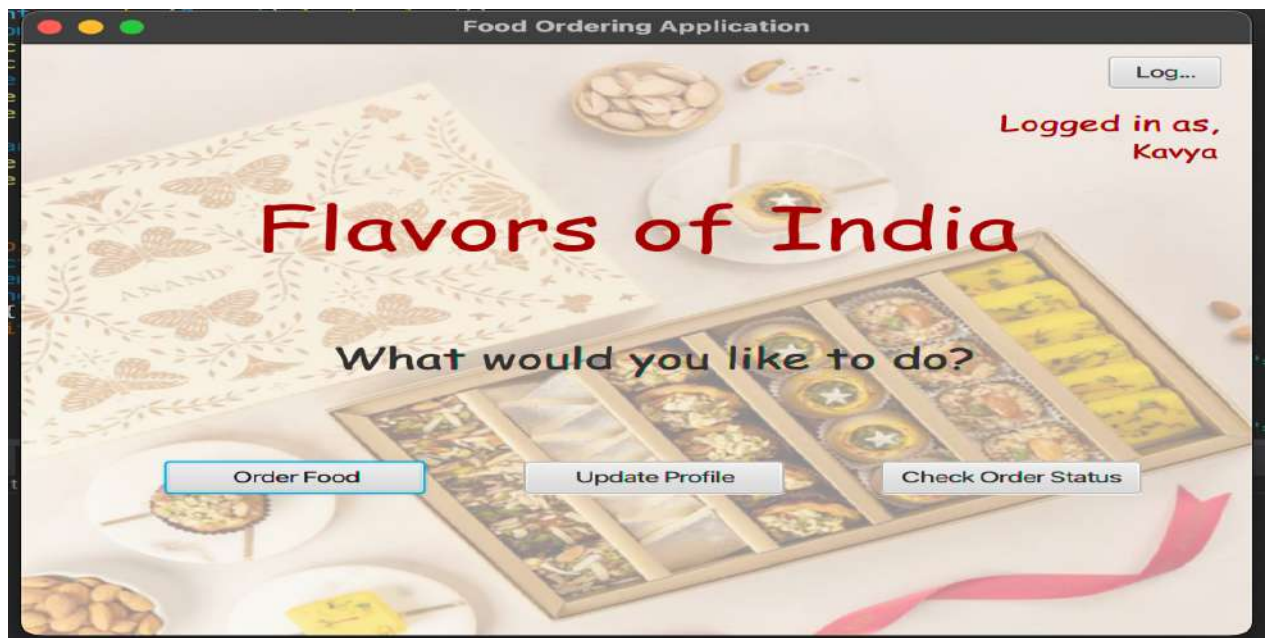 Food Ordering Application
Log...
Logged in as,
Kavya
Flavors of India
ANAND
What would you like to do?
Order Food
Update Profile
Check Order Status